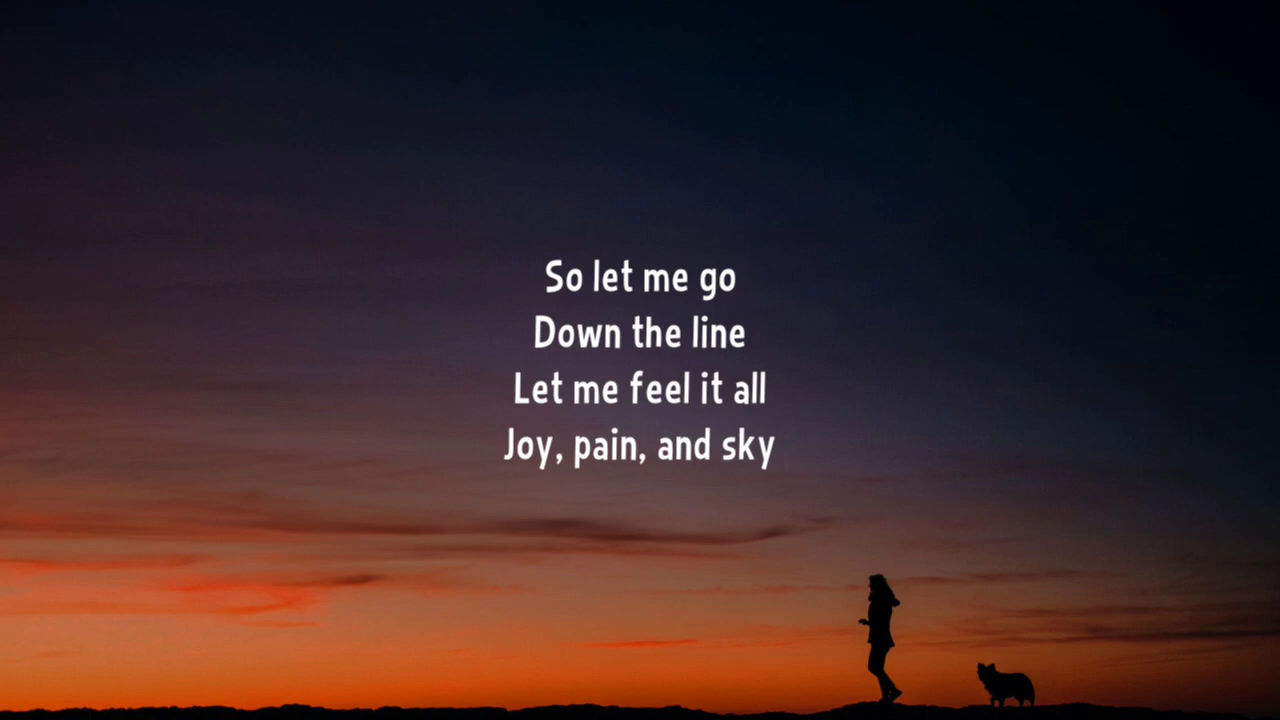 So let me go
Down the line
Let me feel it all
Joy, pain, and sky